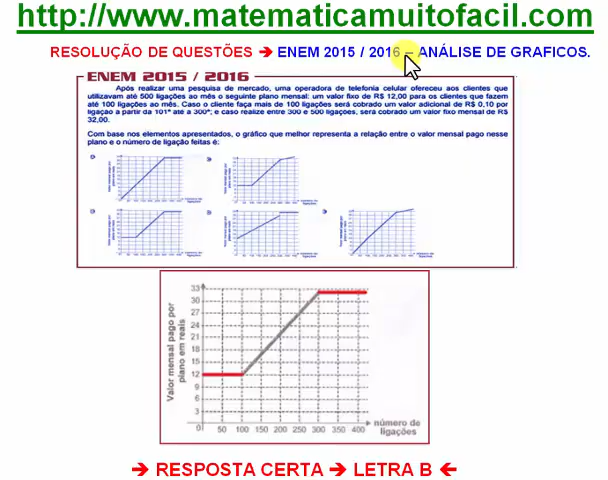 http://www.matematicamuitofacil.com
RESOLUÇÃO DE QUESTÕES ➔ ENEM 2015 / 2016 – ANÁLISE DE GRAFICOS.
ENEM 2015 / 2016
Após realizar uma pesquisa de mercado, uma operadora de telefonia celular ofereceu aos clientes que
utilizavam até 500 ligações ao mês o seguinte plano mensal: um valor fixo de R$ 12,00 para os clientes que fazem
até 100 ligações ao mês. Caso o cliente faça mais de 100 ligações será cobrado um valor adicional de R$ 0,10 por
ligação a partir da 101ª até a 300ª; e caso realize entre 300 e 500 ligações, será cobrado um valor fixo mensal de R$
32,00.
Com base nos elementos apresentados, o gráfico que melhor representa a relação entre o valor mensal pago nesse
plano e o número de ligação feitas é:
Valor mensal pago por
plano em reais
33
30
27
24
21
18
15
12
9
6
3
0 50 100 150 200 250 300 350 400
número de
ligações
➔ RESPOSTA CERTA ➔ LETRA B ←